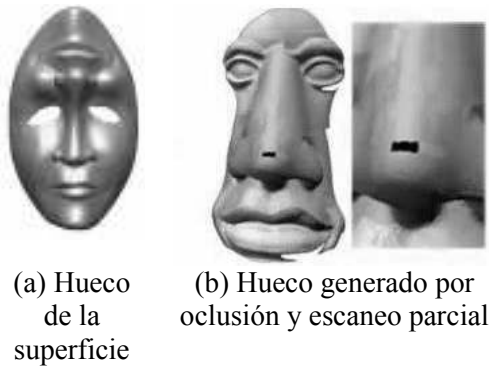 (a) Hueco
de la
superficie
(b) Hueco generado por
oclusión y escaneo parcial